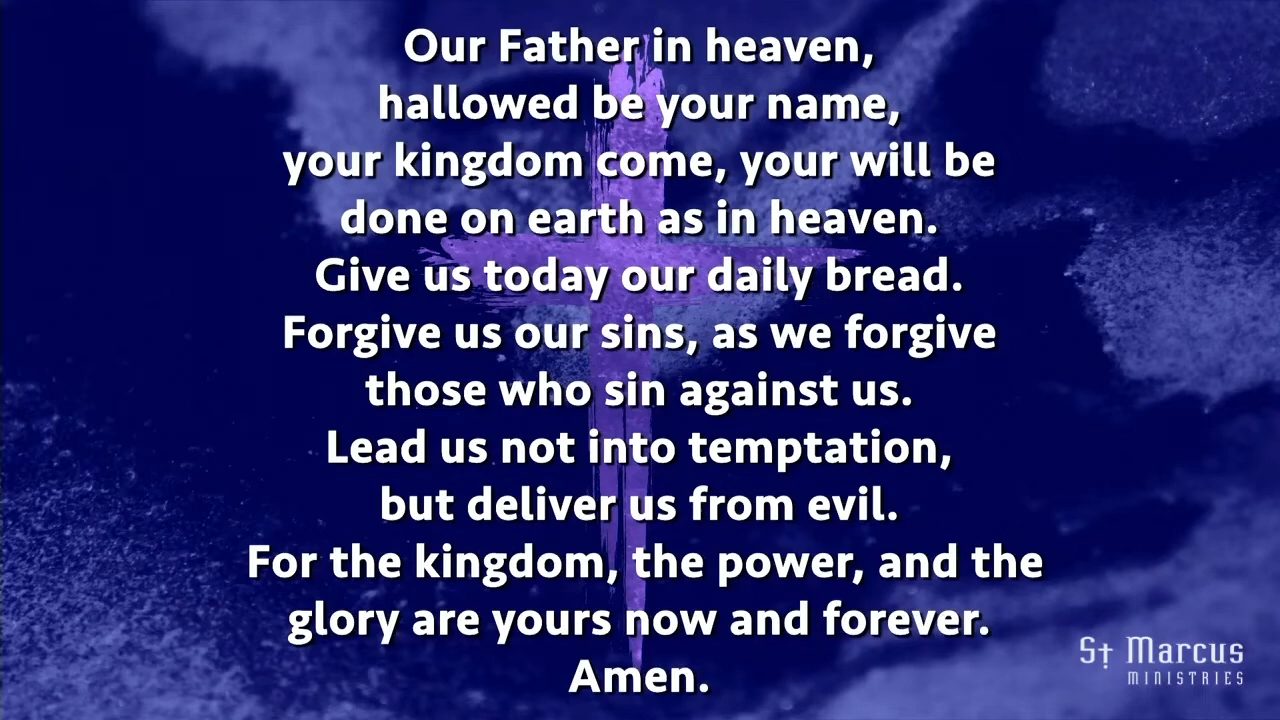 Our Father in heaven,
hallowed be your name,
your kingdom come, your will be
done on earth as in heaven.
Give us today our daily bread.
Forgive us our sins, as we forgive
those who sin against us.
Lead us not into temptation,
but deliver us from evil.
For the kingdom, the power, and the
glory are yours now and forever.
Amen.
St Marcus
MINISTRIES